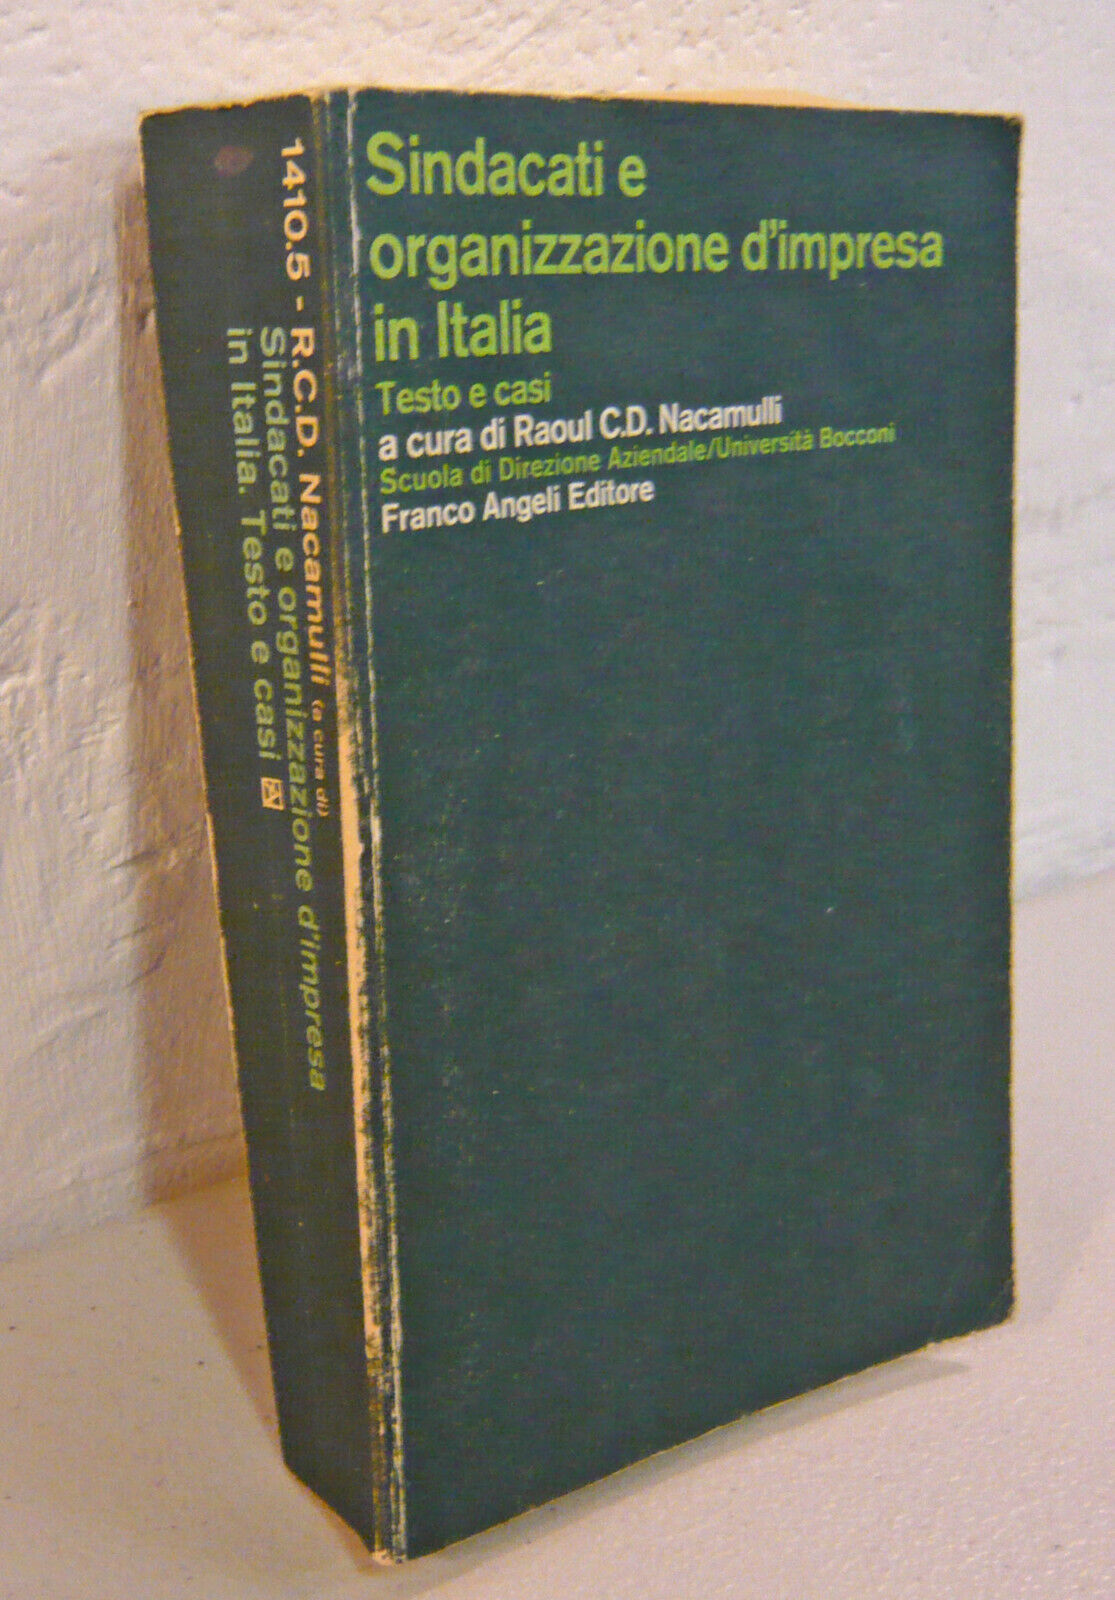 Sindacati e
organizzazione d'impresa
in Italia
Testo e casi
a cura di Raoul C.D. Nacamulli
Scuola di Direzione Aziendale/Università Bocconi
Franco Angeli Editore
1410.5 - R.C.D. Nacamulli (a cura di)
Sindacati e organizzazione d'impresa
in Italia. Testo e casi